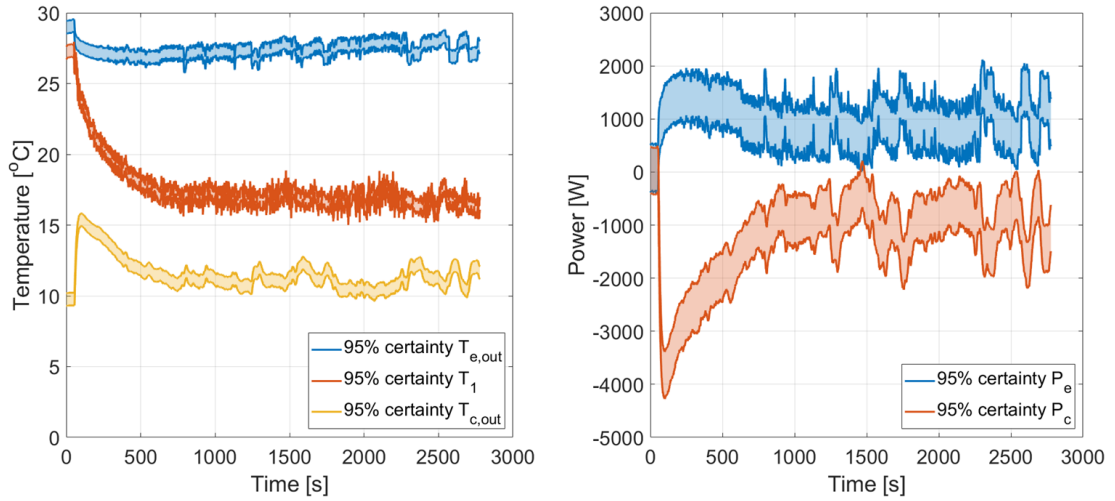 30
25
20
15
10
5
0
Temperature [°C]
0 500 1000 1500 2000 2500 3000
Time [s]
95% certainty T_e,out
95% certainty T_1
95% certainty T_c,out
3000
2000
1000
0
-1000
-2000
-3000
-4000
-5000
Power [W]
0 500 1000 1500 2000 2500 3000
Time [s]
95% certainty P_e
95% certainty P_c